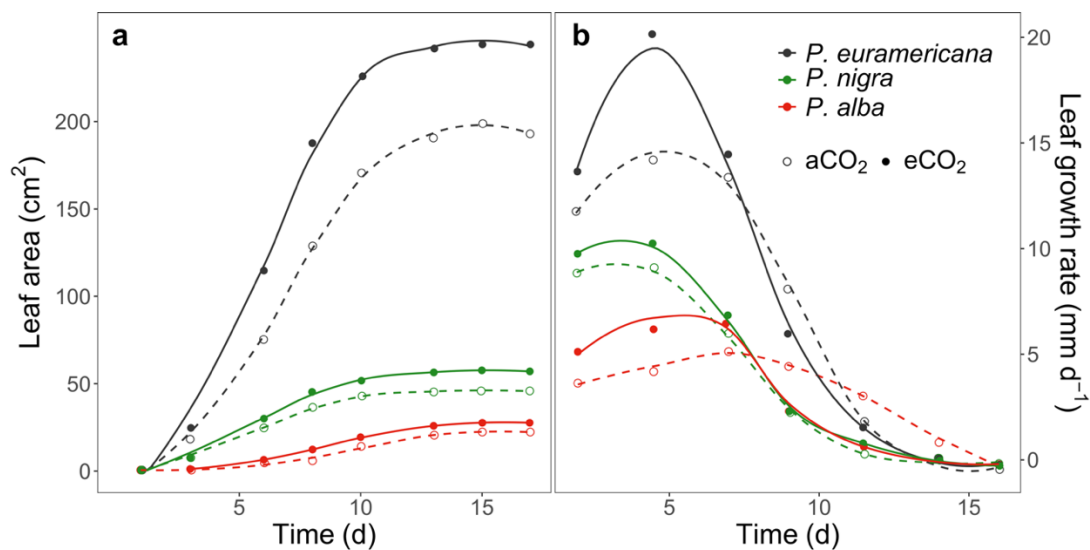 a
Leaf area (cm²)
200
150
100
50
0
5
10
15
Time (d)
b
P. euramericana
P. nigra
P. alba
aCO₂
eCO₂
20
15
10
5
0
Leaf growth rate (mm d⁻¹)
5
10
15
Time (d)